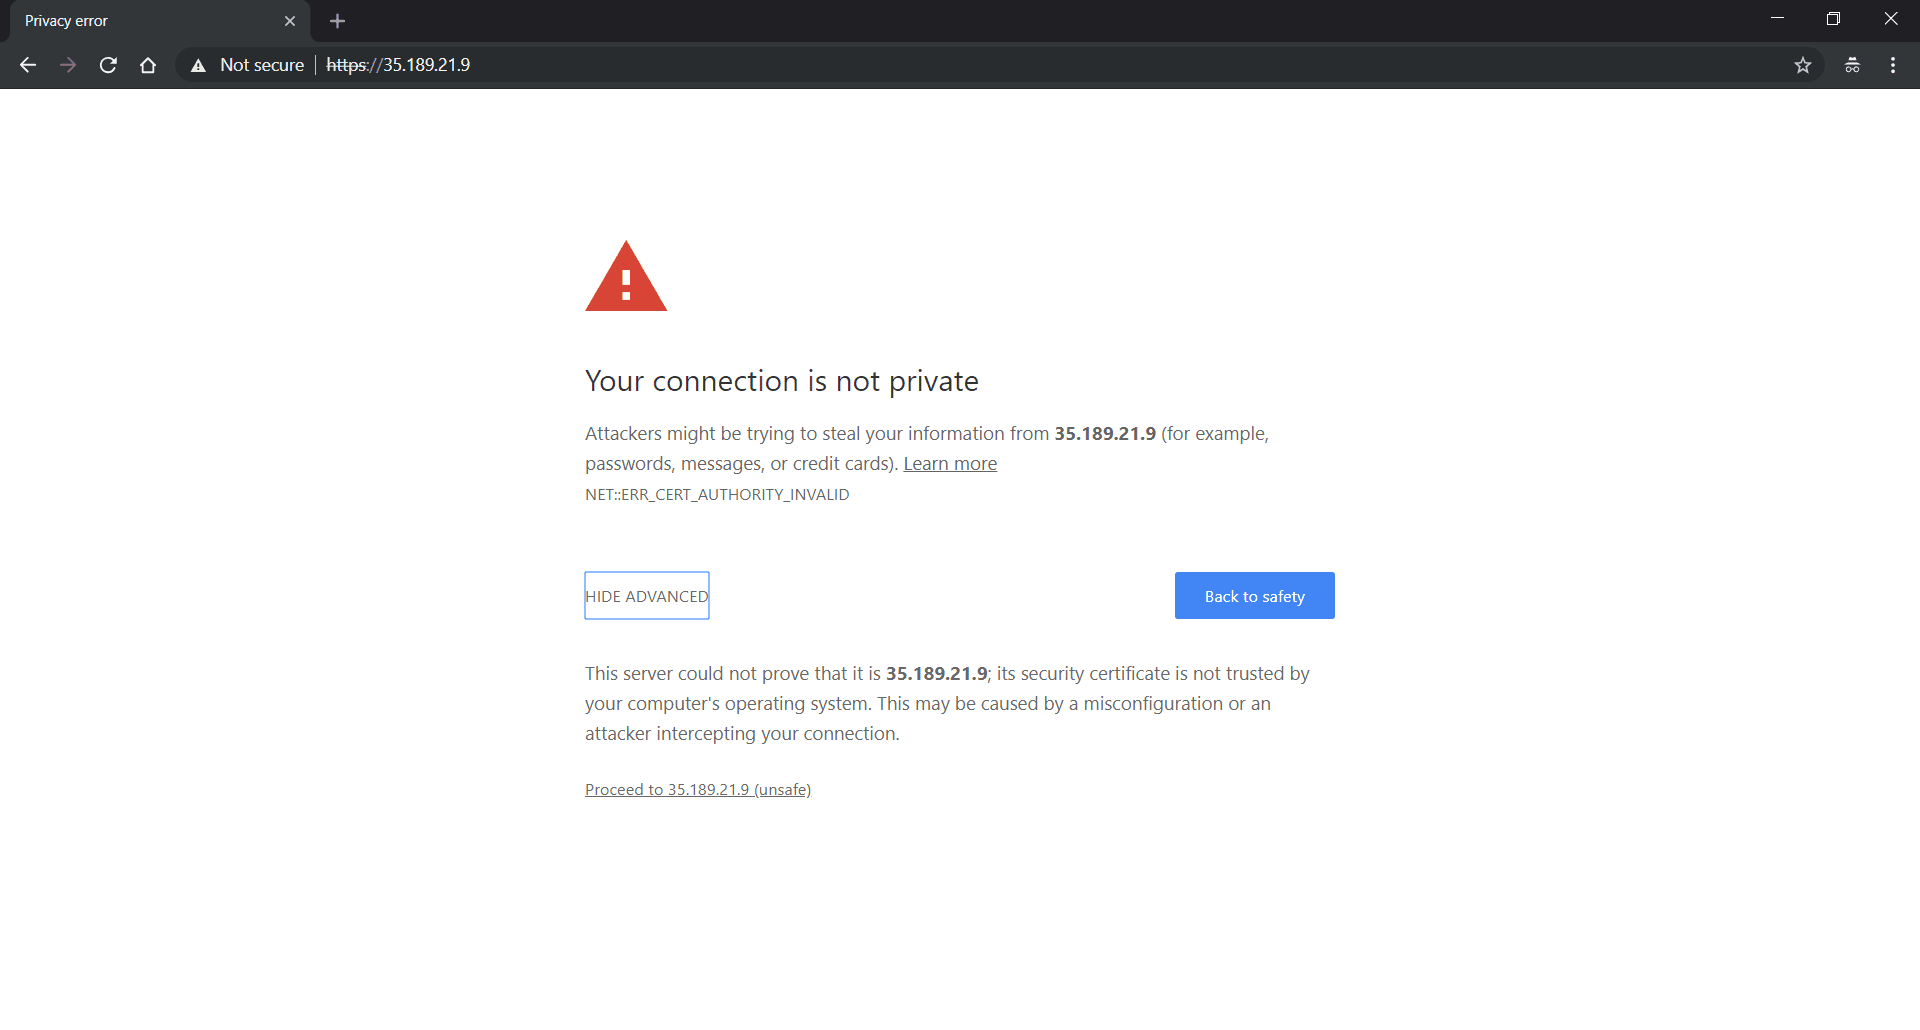 Privacy error
Not secure | https://35.189.21.9
Your connection is not private
Attackers might be trying to steal your information from 35.189.21.9 (for example,
passwords, messages, or credit cards). Learn more
NET::ERR_CERT_AUTHORITY_INVALID
HIDE ADVANCED
Back to safety
This server could not prove that it is 35.189.21.9; its security certificate is not trusted by
your computer's operating system. This may be caused by a misconfiguration or an
attacker intercepting your connection.
Proceed to 35.189.21.9 (unsafe)